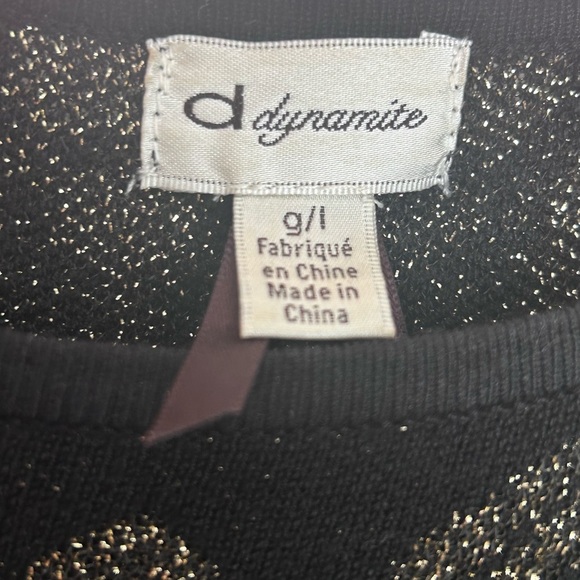 d dynamite
g/l
Fabriqué
en Chine
Made in
China